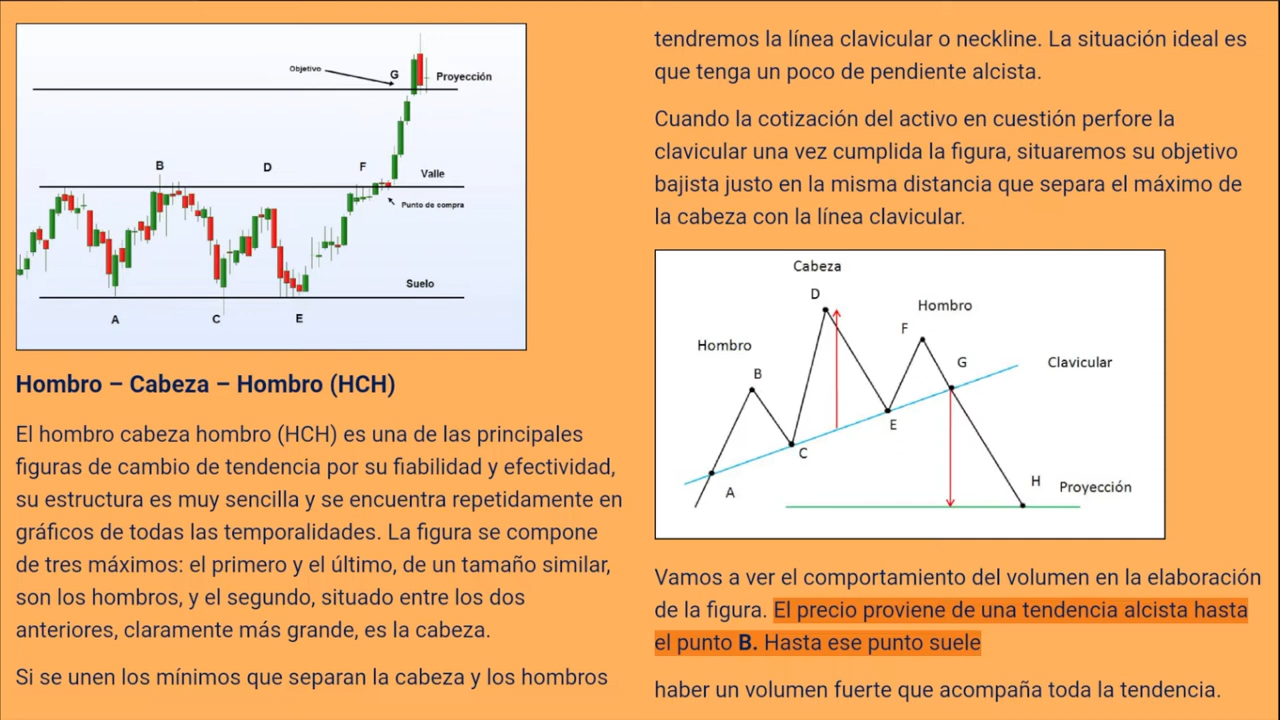 Objetivo
G
Proyección
B
D
F
Valle
Punto de compra
Suelo
A
C
E
Hombro – Cabeza – Hombro (HCH)
El hombro cabeza hombro (HCH) es una de las principales
figuras de cambio de tendencia por su fiabilidad y efectividad,
su estructura es muy sencilla y se encuentra repetidamente en
gráficos de todas las temporalidades. La figura se compone
de tres máximos: el primero y el último, de un tamaño similar,
son los hombros, y el segundo, situado entre los dos
anteriores, claramente más grande, es la cabeza.
Si se unen los mínimos que separan la cabeza y los hombros
tendremos la línea clavicular o neckline. La situación ideal es
que tenga un poco de pendiente alcista.
Cuando la cotización del activo en cuestión perfore la
clavicular una vez cumplida la figura, situaremos su objetivo
bajista justo en la misma distancia que separa el máximo de
la cabeza con la línea clavicular.
Cabeza
D
Hombro
F
Hombro
G
Clavicular
B
E
C
H
Proyección
A
Vamos a ver el comportamiento del volumen en la elaboración
de la figura. El precio proviene de una tendencia alcista hasta
el punto B. Hasta ese punto suele
haber un volumen fuerte que acompaña toda la tendencia.